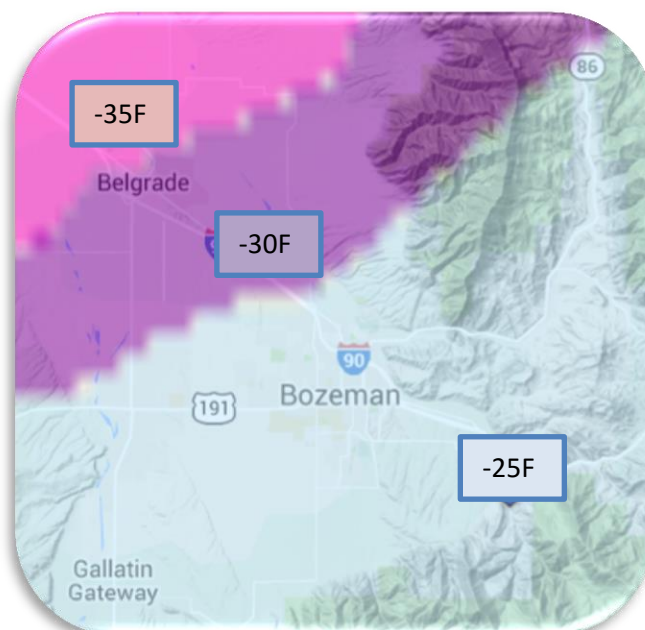 86
-35F
Belgrade
-30F
90
Bozeman
191
-25F
Gallatin
Gateway